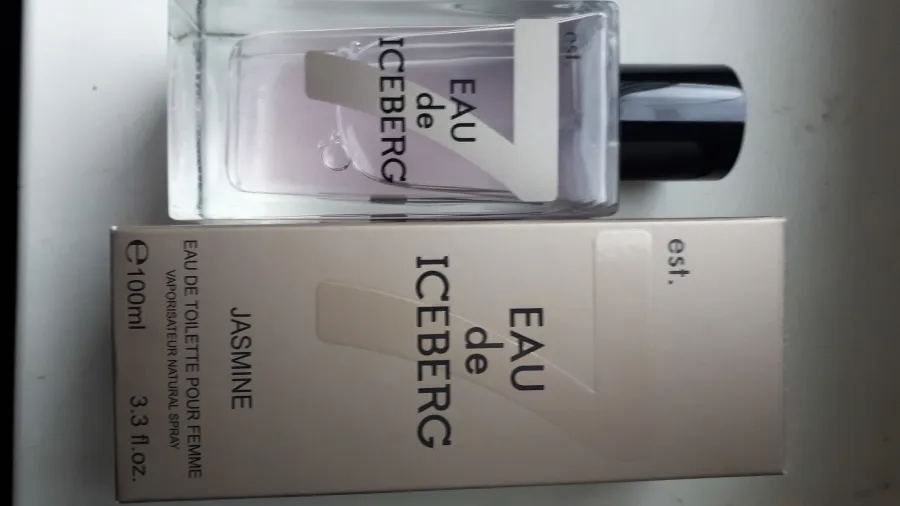 est
EAU
de
ICEBERG
est.
EAU
de
ICEBERG
JASMINE
EAU DE TOILETTE POUR FEMME
VAPORISATEUR NATURAL SPRAY
℮100ml 3.3 fl.oz.